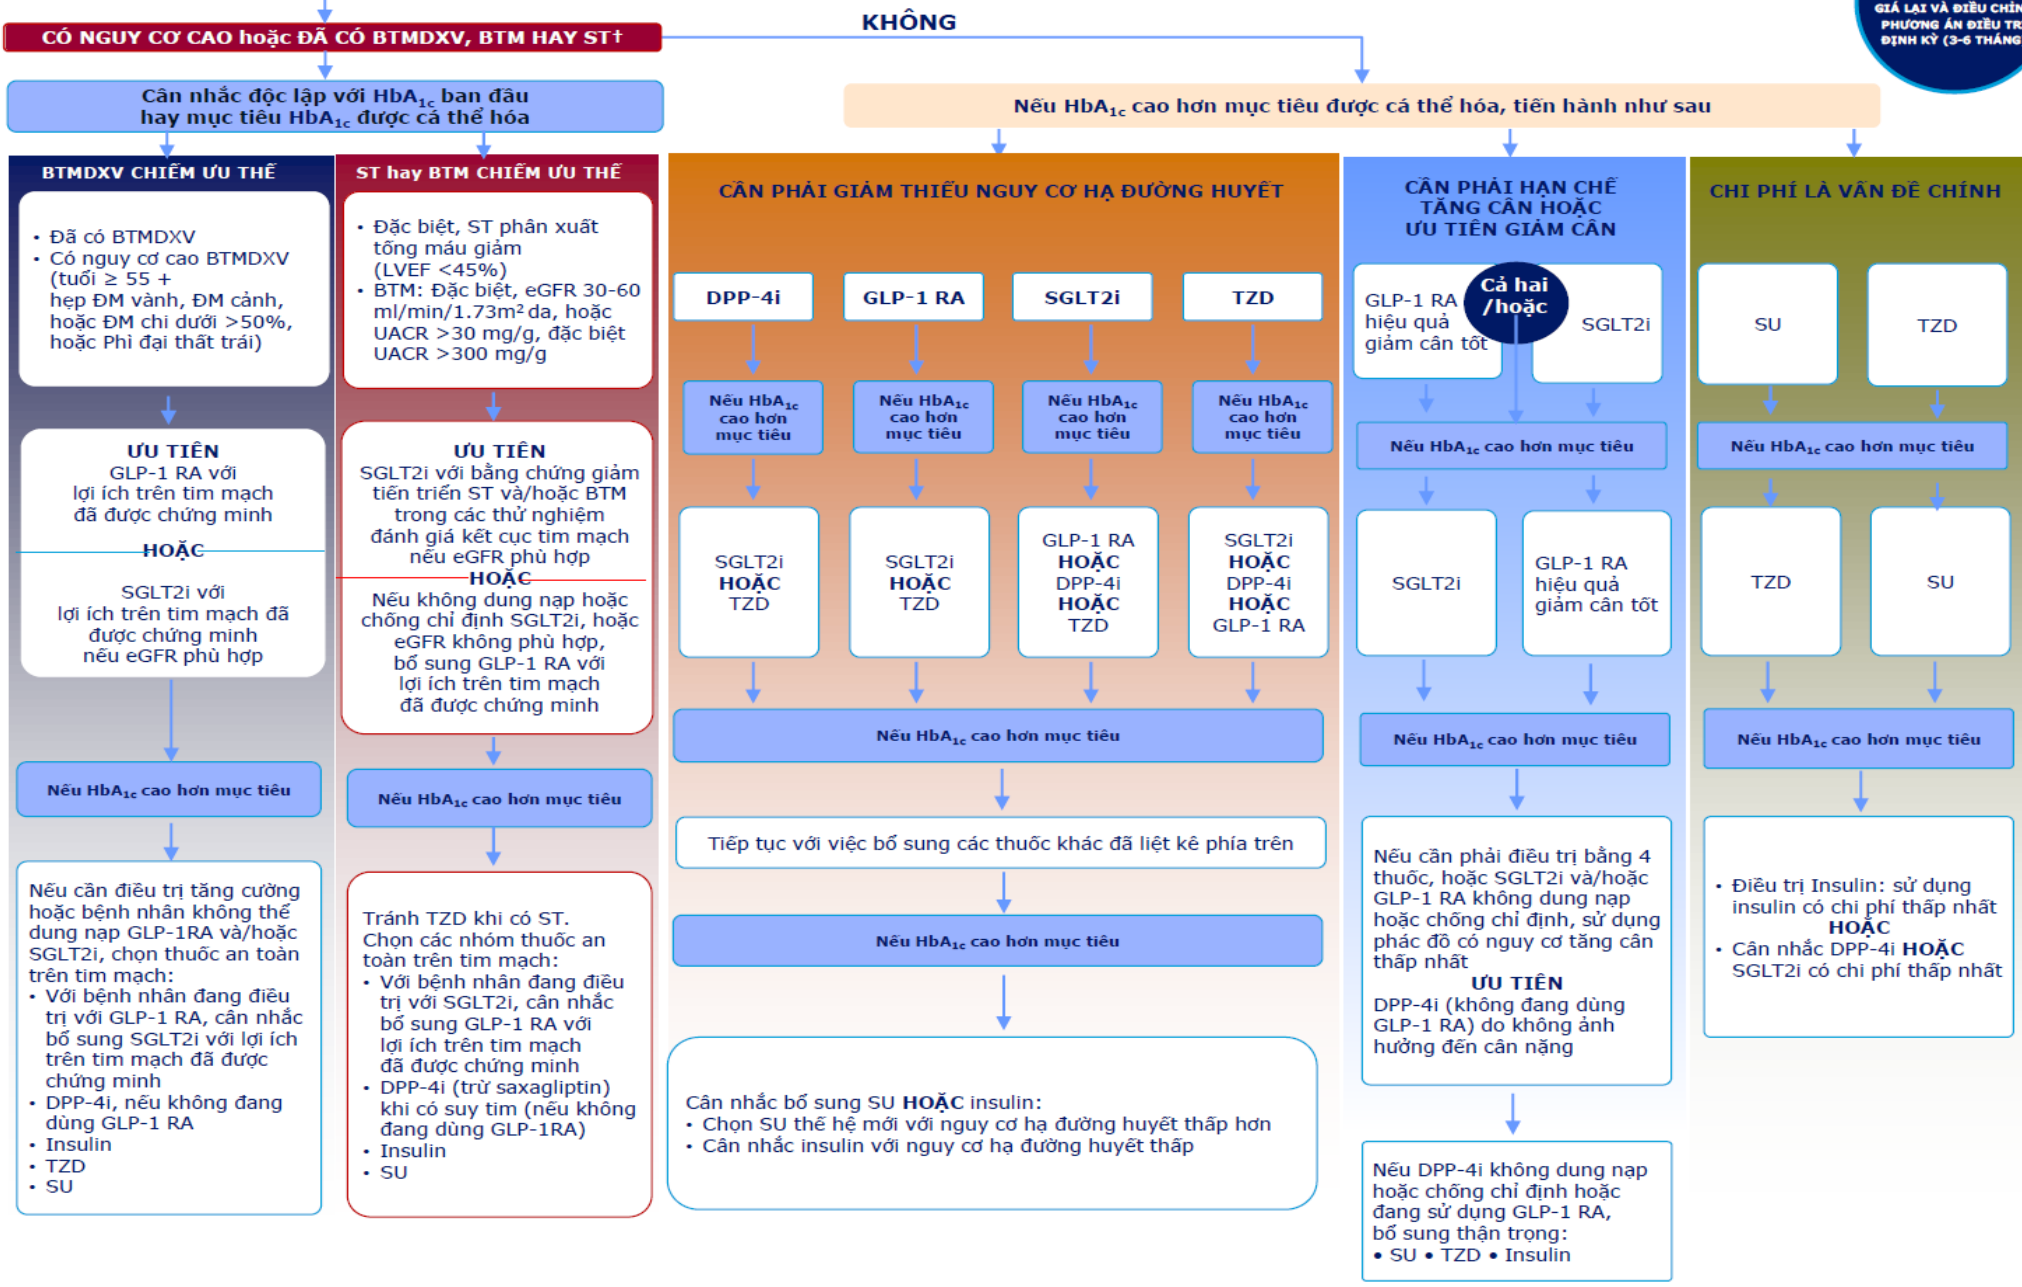 KHÔNG
GIÁ LẠI VÀ ĐIỀU CHỈN
PHƯƠNG ÁN ĐIỀU TR
ĐỊNH KỲ (3-6 THÁNG
CÓ NGUY CƠ CAO hoặc ĐÃ CÓ BTMDXV, BTM HAY ST†
Cân nhắc độc lập với HbA1c ban đầu
hay mục tiêu HbA1c được cá thể hóa
Nếu HbA1c cao hơn mục tiêu được cá thể hóa, tiến hành như sau
BTMDXV CHIẾM ƯU THẾ
• Đã có BTMDXV
• Có nguy cơ cao BTMDXV
(tuổi ≥ 55 +
hẹp ĐM vành, ĐM cảnh,
hoặc ĐM chi dưới >50%,
hoặc Phì đại thất trái)
ƯU TIÊN
GLP-1 RA với
lợi ích trên tim mạch
đã được chứng minh
HOẶC
SGLT2i với
lợi ích trên tim mạch đã
được chứng minh
nếu eGFR phù hợp
Nếu HbA1c cao hơn mục tiêu
Nếu cần điều trị tăng cường
hoặc bệnh nhân không thể
dung nạp GLP-1RA và/hoặc
SGLT2i, chọn thuốc an toàn
trên tim mạch:
• Với bệnh nhân đang điều
trị với GLP-1 RA, cân nhắc
bổ sung SGLT2i với lợi ích
trên tim mạch đã được
chứng minh
• DPP-4i, nếu không đang
dùng GLP-1 RA
• Insulin
• TZD
• SU
ST hay BTM CHIẾM ƯU THẾ
• Đặc biệt, ST phân xuất
tống máu giảm
(LVEF <45%)
• BTM: Đặc biệt, eGFR 30-60
ml/min/1.73m² da, hoặc
UACR >30 mg/g, đặc biệt
UACR >300 mg/g
ƯU TIÊN
SGLT2i với bằng chứng giảm
tiến triển ST và/hoặc BTM
trong các thử nghiệm
đánh giá kết cục tim mạch
nếu eGFR phù hợp
HOẶC
Nếu không dung nạp hoặc
chống chỉ định SGLT2i, hoặc
eGFR không phù hợp,
bổ sung GLP-1 RA với
lợi ích trên tim mạch
đã được chứng minh
Nếu HbA1c cao hơn mục tiêu
Tránh TZD khi có ST.
Chọn các nhóm thuốc an
toàn trên tim mạch:
• Với bệnh nhân đang điều
trị với SGLT2i, cân nhắc
bổ sung GLP-1 RA với
lợi ích trên tim mạch
đã được chứng minh
• DPP-4i (trừ saxagliptin)
khi có suy tim (nếu không
đang dùng GLP-1RA)
• Insulin
• SU
CẦN PHẢI GIẢM THIỂU NGUY CƠ HẠ ĐƯỜNG HUYẾT
DPP-4i
Nếu HbA1c
cao hơn
mục tiêu
SGLT2i
HOẶC
TZD
GLP-1 RA
Nếu HbA1c
cao hơn
mục tiêu
SGLT2i
HOẶC
TZD
SGLT2i
Nếu HbA1c
cao hơn
mục tiêu
GLP-1 RA
HOẶC
DPP-4i
HOẶC
TZD
TZD
Nếu HbA1c
cao hơn
mục tiêu
SGLT2i
HOẶC
DPP-4i
HOẶC
GLP-1 RA
Nếu HbA1c cao hơn mục tiêu
Tiếp tục với việc bổ sung các thuốc khác đã liệt kê phía trên
Nếu HbA1c cao hơn mục tiêu
Cân nhắc bổ sung SU HOẶC insulin:
• Chọn SU thế hệ mới với nguy cơ hạ đường huyết thấp hơn
• Cân nhắc insulin với nguy cơ hạ đường huyết thấp
CẦN PHẢI HẠN CHẾ
TĂNG CÂN HOẶC
ƯU TIÊN GIẢM CÂN
GLP-1 RA
hiệu quả
giảm cân tốt
Cả hai
/hoặc
SGLT2i
Nếu HbA1c cao hơn mục tiêu
SGLT2i
GLP-1 RA
hiệu quả
giảm cân tốt
Nếu HbA1c cao hơn mục tiêu
Nếu cần phải điều trị bằng 4
thuốc, hoặc SGLT2i và/hoặc
GLP-1 RA không dung nạp
hoặc chống chỉ định, sử dụng
phác đồ có nguy cơ tăng cân
thấp nhất
ƯU TIÊN
DPP-4i (không đang dùng
GLP-1 RA) do không ảnh
hưởng đến cân nặng
Nếu DPP-4i không dung nạp
hoặc chống chỉ định hoặc
đang sử dụng GLP-1 RA,
bổ sung thận trọng:
• SU • TZD • Insulin
CHI PHÍ LÀ VẤN ĐỀ CHÍNH
SU
TZD
Nếu HbA1c cao hơn mục tiêu
TZD
SU
Nếu HbA1c cao hơn mục tiêu
• Điều trị Insulin: sử dụng
insulin có chi phí thấp nhất
HOẶC
• Cân nhắc DPP-4i HOẶC
SGLT2i có chi phí thấp nhất